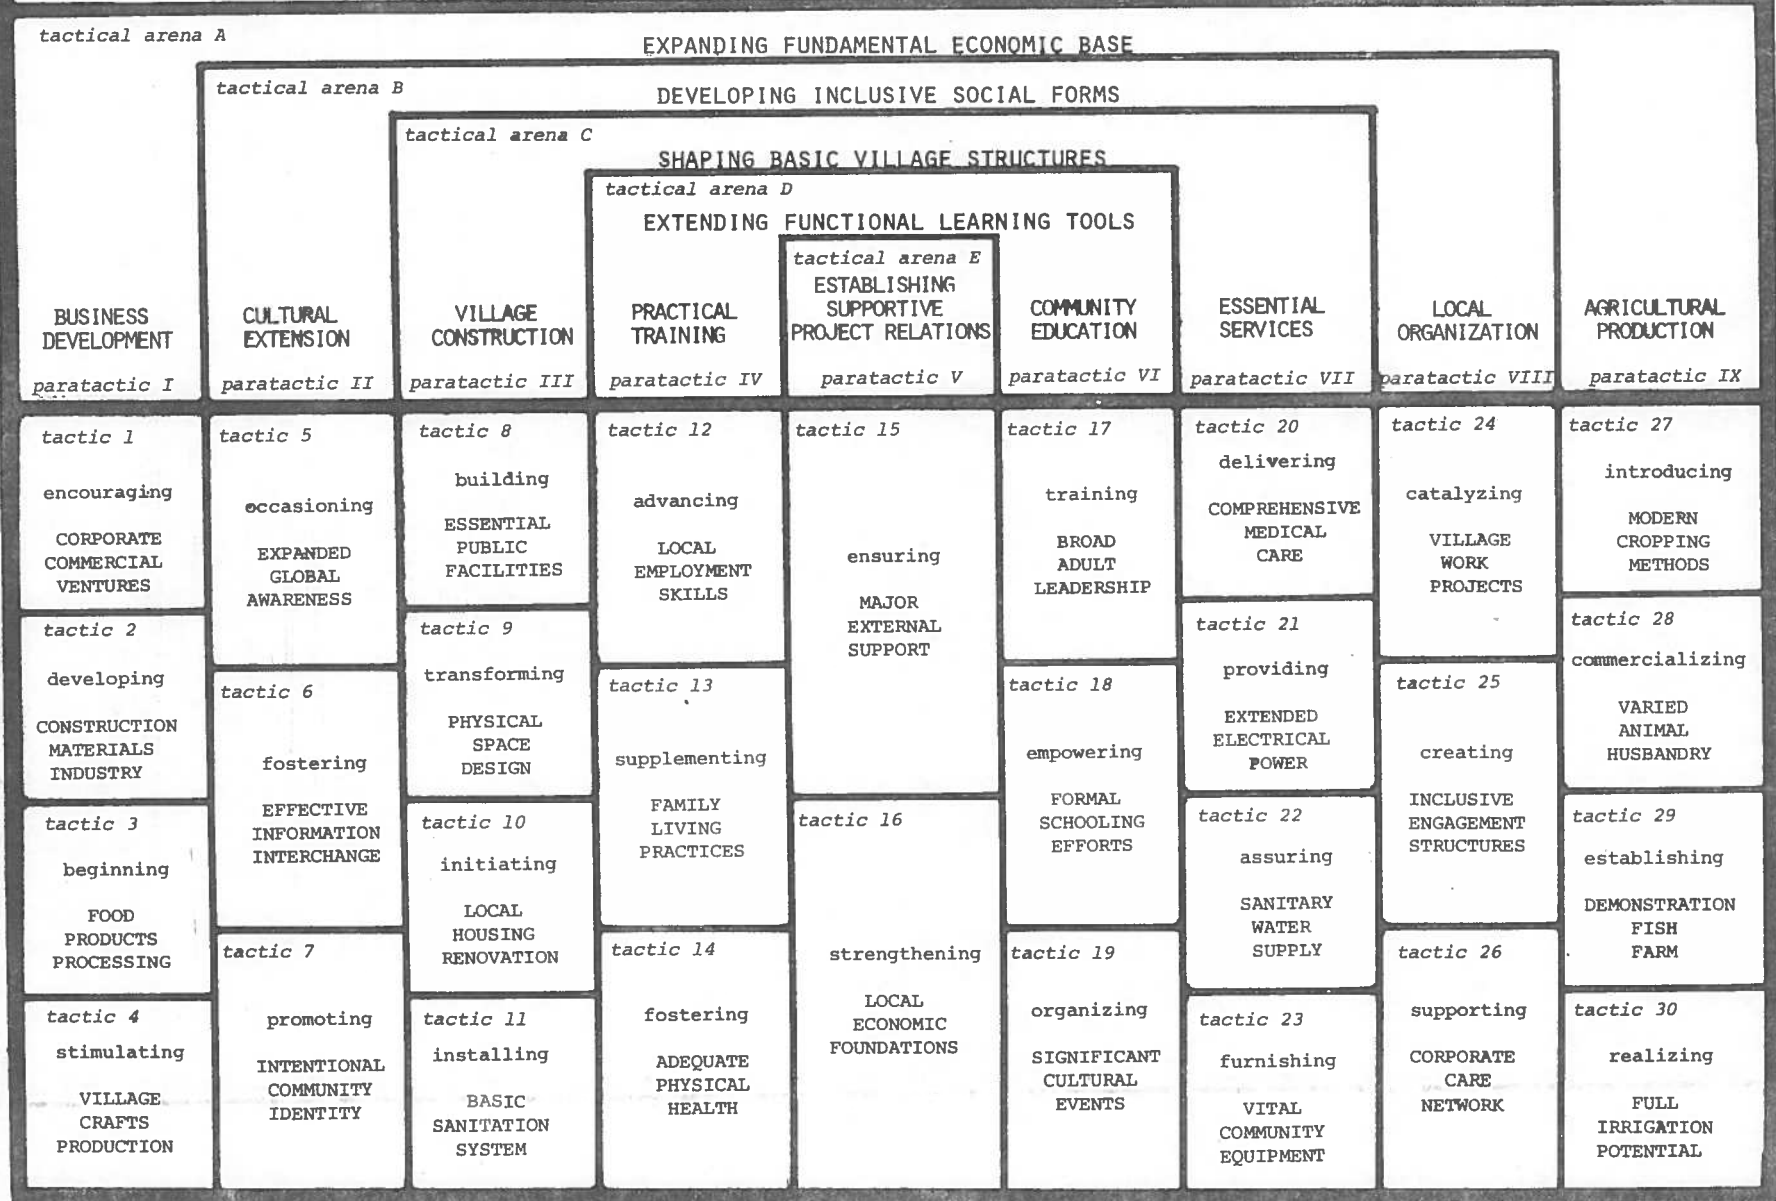 tactical arena A
EXPANDING FUNDAMENTAL ECONOMIC BASE
tactical arena B
DEVELOPING INCLUSIVE SOCIAL FORMS
tactical arena C
SHAPING BASIC VILLAGE STRUCTURES
tactical arena D
EXTENDING FUNCTIONAL LEARNING TOOLS
BUSINESS
DEVELOPMENT
paratactic I
CULTURAL
EXTENSION
paratactic II
VILLAGE
CONSTRUCTION
paratactic III
PRACTICAL
TRAINING
paratactic IV
tactical arena E
ESTABLISHING
SUPPORTIVE
PROJECT RELATIONS
paratactic V
COMMUNITY
EDUCATION
paratactic VI
ESSENTIAL
SERVICES
paratactic VII
LOCAL
ORGANIZATION
paratactic VIII
AGRICULTURAL
PRODUCTION
paratactic IX
tactic 1
encouraging
CORPORATE
COMMERCIAL
VENTURES
tactic 2
developing
CONSTRUCTION
MATERIALS
INDUSTRY
tactic 3
beginning
FOOD
PRODUCTS
PROCESSING
tactic 4
stimulating
VILLAGE
CRAFTS
PRODUCTION
tactic 5
occasioning
EXPANDED
GLOBAL
AWARENESS
tactic 6
fostering
EFFECTIVE
INFORMATION
INTERCHANGE
tactic 7
promoting
INTENTIONAL
COMMUNITY
IDENTITY
tactic 8
building
ESSENTIAL
PUBLIC
FACILITIES
tactic 9
transforming
PHYSICAL
SPACE
DESIGN
tactic 10
initiating
LOCAL
HOUSING
RENOVATION
tactic 11
installing
BASIC
SANITATION
SYSTEM
tactic 12
advancing
LOCAL
EMPLOYMENT
SKILLS
tactic 13
supplementing
FAMILY
LIVING
PRACTICES
tactic 14
fostering
ADEQUATE
PHYSICAL
HEALTH
tactic 15
ensuring
MAJOR
EXTERNAL
SUPPORT
tactic 16
strengthening
LOCAL
ECONOMIC
FOUNDATIONS
tactic 17
training
BROAD
ADULT
LEADERSHIP
tactic 18
empowering
FORMAL
SCHOOLING
EFFORTS
tactic 19
organizing
SIGNIFICANT
CULTURAL
EVENTS
tactic 20
delivering
COMPREHENSIVE
MEDICAL
CARE
tactic 21
providing
EXTENDED
ELECTRICAL
POWER
tactic 22
assuring
SANITARY
WATER
SUPPLY
tactic 23
furnishing
VITAL
COMMUNITY
EQUIPMENT
tactic 24
catalyzing
VILLAGE
WORK
PROJECTS
tactic 25
creating
INCLUSIVE
ENGAGEMENT
STRUCTURES
tactic 26
supporting
CORPORATE
CARE
NETWORK
tactic 27
introducing
MODERN
CROPPING
METHODS
tactic 28
commercializing
VARIED
ANIMAL
HUSBANDRY
tactic 29
establishing
DEMONSTRATION
FISH
FARM
tactic 30
realizing
FULL
IRRIGATION
POTENTIAL